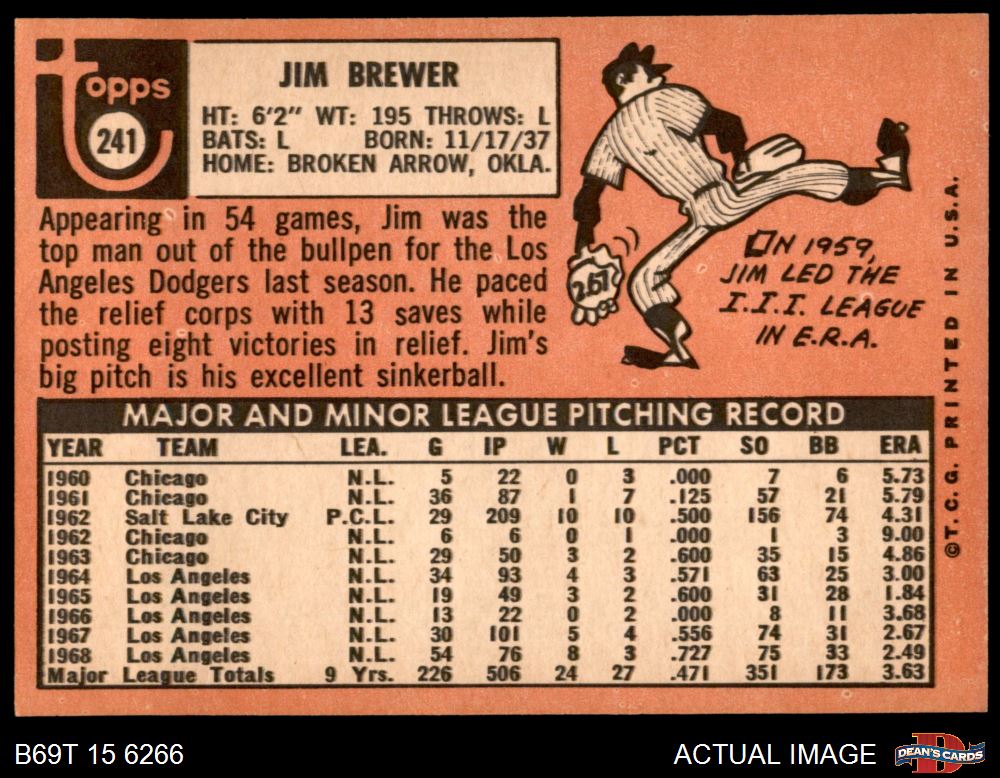 Topps
241
JIM BREWER
HT: 6'2" WT: 195 THROWS: L
BATS: L BORN: 11/17/37
HOME: BROKEN ARROW, OKLA.
Appearing in 54 games, Jim was the
top man out of the bullpen for the Los
Angeles Dodgers last season. He paced
the relief corps with 13 saves while
posting eight victories in relief. Jim's
big pitch is his excellent sinkerball.
2.67
ON 1959,
JIM LED THE
I.I.I. LEAGUE
IN E.R.A.
©T.C.G. PRINTED IN U.S.A.
MAJOR AND MINOR LEAGUE PITCHING RECORD
YEAR TEAM LEA. G IP W L PCT SO BB ERA
1960 Chicago N.L. 5 22 0 3 .000 7 6 5.73
1961 Chicago N.L. 36 87 1 7 .125 57 21 5.79
1962 Salt Lake City P.C.L. 29 209 10 10 .500 156 74 4.31
1962 Chicago N.L. 6 6 0 1 .000 1 3 9.00
1963 Chicago N.L. 29 50 3 2 .600 35 15 4.86
1964 Los Angeles N.L. 34 93 4 3 .571 63 25 3.00
1965 Los Angeles N.L. 19 49 3 2 .600 31 28 1.84
1966 Los Angeles N.L. 13 22 0 2 .000 8 11 3.68
1967 Los Angeles N.L. 30 101 5 4 .556 74 31 2.67
1968 Los Angeles N.L. 54 76 8 3 .727 75 33 2.49
Major League Totals 9 Yrs. 226 506 24 27 .471 351 173 3.63
B69T 15 6266
ACTUAL IMAGE
DEAN'S CARDS